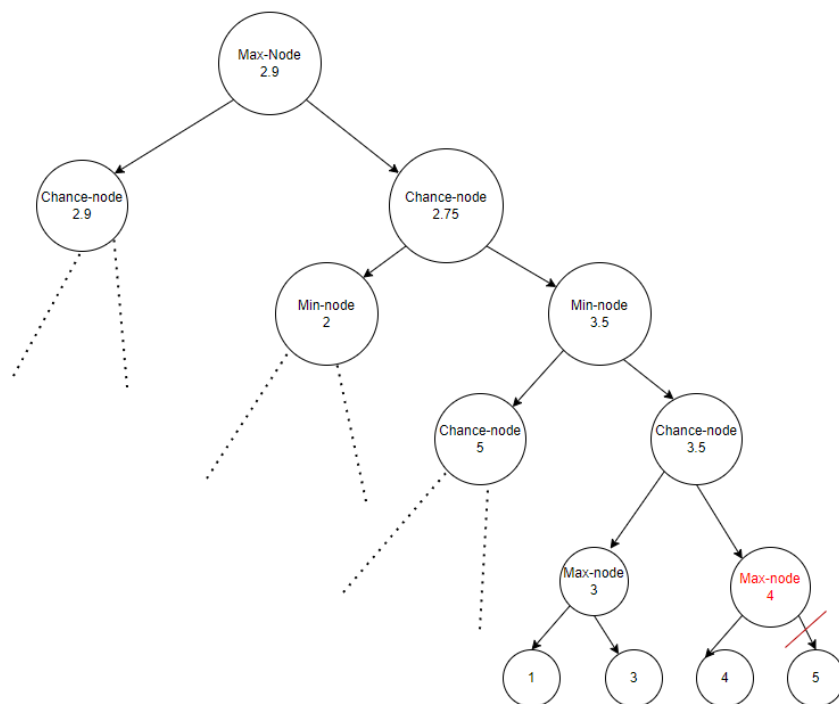 Max-Node
2.9
Chance-node
2.9
Chance-node
2.75
Min-node
2
Min-node
3.5
Chance-node
5
Chance-node
3.5
Max-node
3
Max-node
4
1
3
4
5